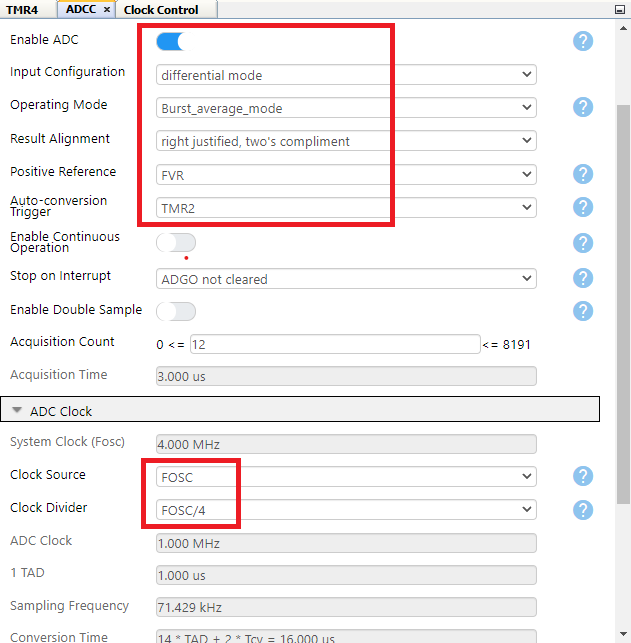 TMR4 ADCC × Clock Control
Enable ADC ?
Input Configuration differential mode
Operating Mode Burst_average_mode ?
Result Alignment right justified, two's compliment
Positive Reference FVR ?
Auto-conversion
Trigger TMR2 ?
Enable Continuous
Operation ?
Stop on Interrupt ADGO not cleared ?
Enable Double Sample ?
Acquisition Count 0 <= 12 <= 8191
Acquisition Time 3.000 us
ADC Clock
System Clock (Fosc) 4.000 MHz
Clock Source FOSC ?
Clock Divider FOSC/4 ?
ADC Clock 1.000 MHz
1 TAD 1.000 us
Sampling Frequency 71.429 kHz
Conversion Time 14 * TAD + 2 * Tcy = 16.000 us